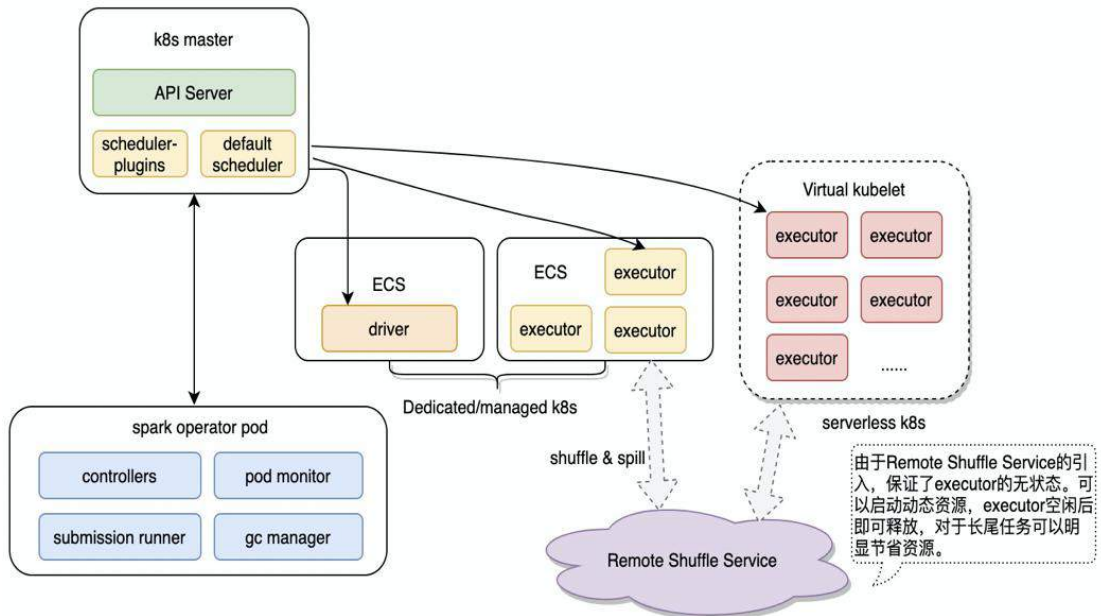 k8s master
API Server
scheduler-
plugins
default
scheduler
Virtual kubelet
executor
executor
executor
executor
executor
......
ECS
driver
ECS
executor
executor
executor
Dedicated/managed k8s
serverless k8s
spark operator pod
controllers
pod monitor
submission runner
gc manager
shuffle & spill
Remote Shuffle Service
由于Remote Shuffle Service的引
入，保证了executor的无状态。可
以启动动态资源，executor空闲后
即可释放，对于长尾任务可以明
显节省资源。